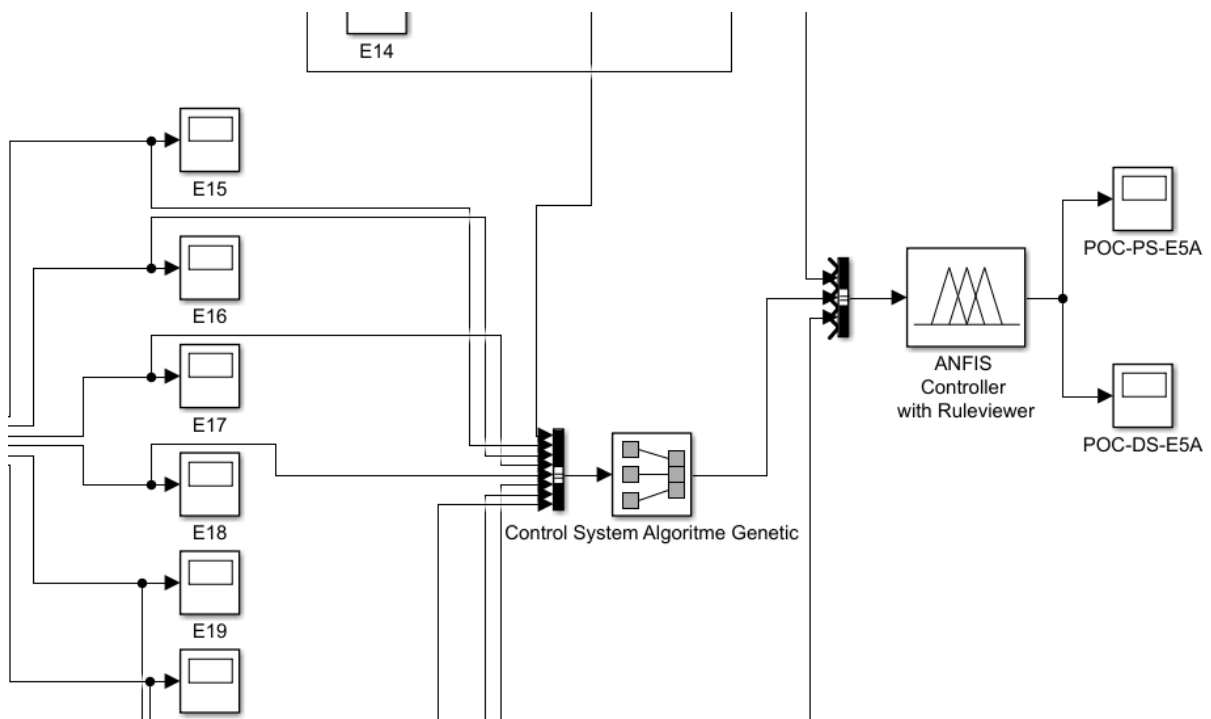 E14
E15
E16
E17
E18
E19
Control System Algoritme Genetic
ANFIS
Controller
with Ruleviewer
POC-PS-E5A
POC-DS-E5A